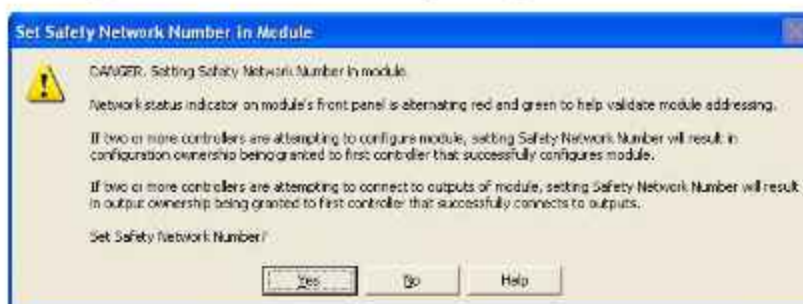 Set Safety Network Number in Module
DANGER. Setting Safety Network Number in module.
Network status indicator on module's front panel is alternating red and green to help validate module addressing.
If two or more controllers are attempting to configure module, setting Safety Network Number will result in
configuration ownership being granted to first controller that successfully configures module.
If two or more controllers are attempting to connect to outputs of module, setting Safety Network Number will result
in output ownership being granted to first controller that successfully connects to outputs.
Set Safety Network Number?
Yes No Help